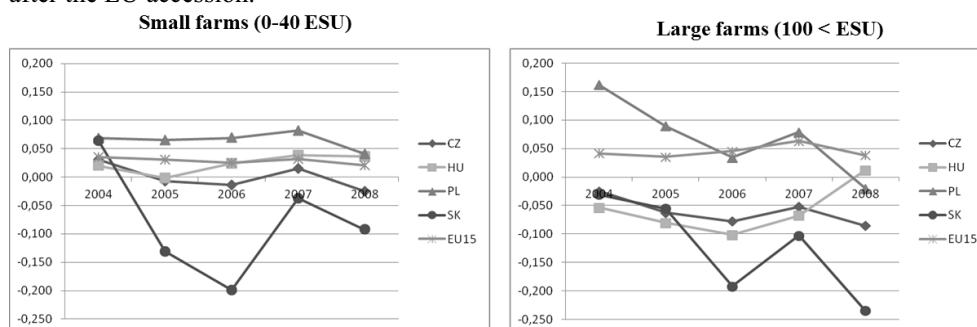 after the EU accession.
Small farms (0-40 ESU)
0,200
0,150
0,100
0,050
0,000
-0,050
-0,100
-0,150
-0,200
-0,250
2004 2005 2006 2007 2008
CZ
HU
PL
SK
EU15
Large farms (100 < ESU)
0,200
0,150
0,100
0,050
0,000
-0,050
-0,100
-0,150
-0,200
-0,250
2004 2005 2006 2007 2008
CZ
HU
PL
SK
EU15